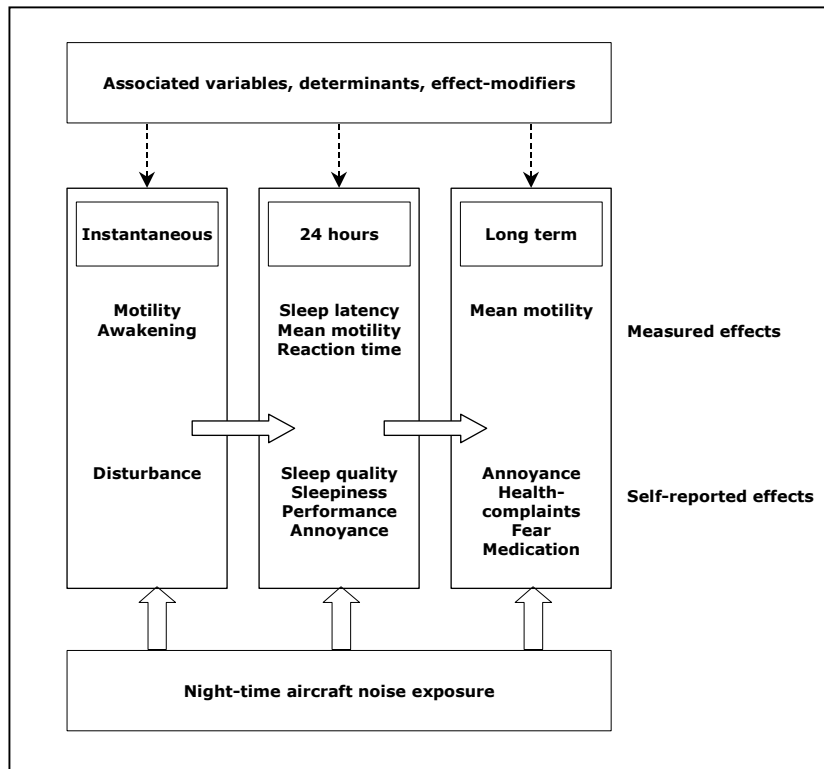 Associated variables, determinants, effect-modifiers
Instantaneous
24 hours
Long term
Motility
Awakening
Sleep latency
Mean motility
Reaction time
Mean motility
Measured effects
Disturbance
Sleep quality
Sleepiness
Performance
Annoyance
Annoyance
Health-
complaints
Fear
Medication
Self-reported effects
Night-time aircraft noise exposure